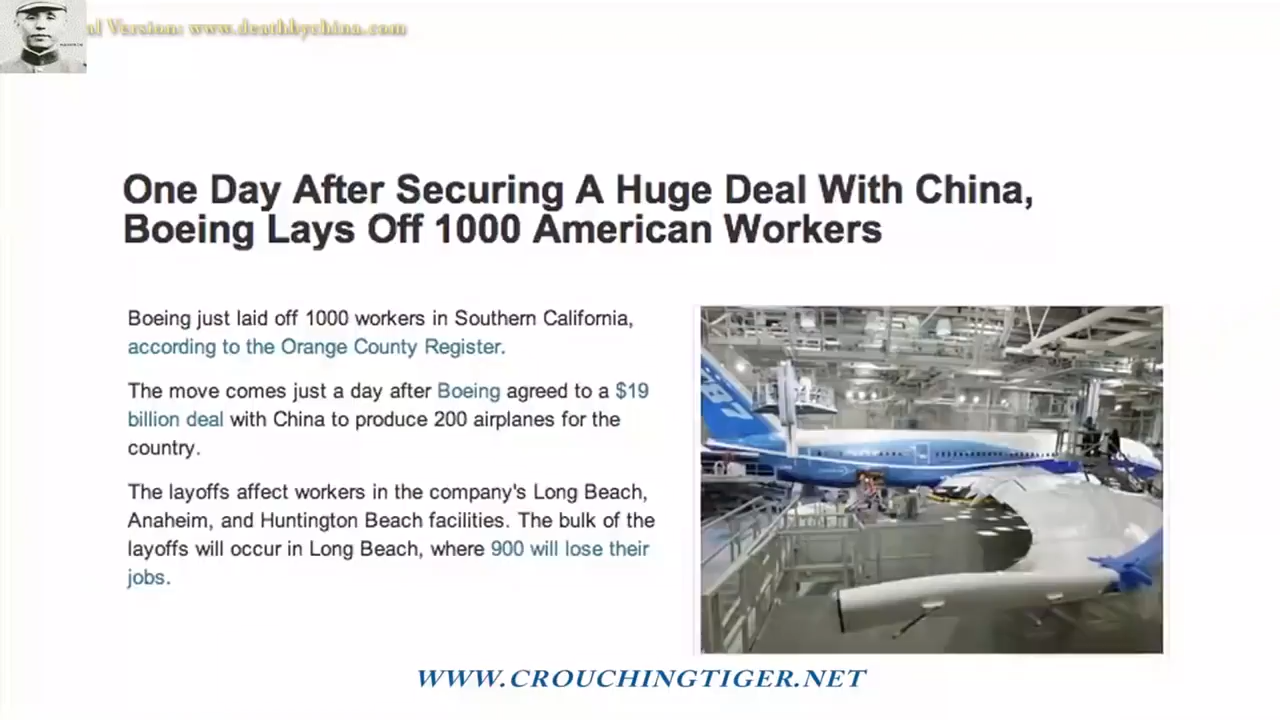 al Version: www.deathbychina.com
One Day After Securing A Huge Deal With China,
Boeing Lays Off 1000 American Workers
Boeing just laid off 1000 workers in Southern California,
according to the Orange County Register.
The move comes just a day after Boeing agreed to a $19
billion deal with China to produce 200 airplanes for the
country.
The layoffs affect workers in the company's Long Beach,
Anaheim, and Huntington Beach facilities. The bulk of the
layoffs will occur in Long Beach, where 900 will lose their
jobs.
787
WWW.CROUCHINGTIGER.NET